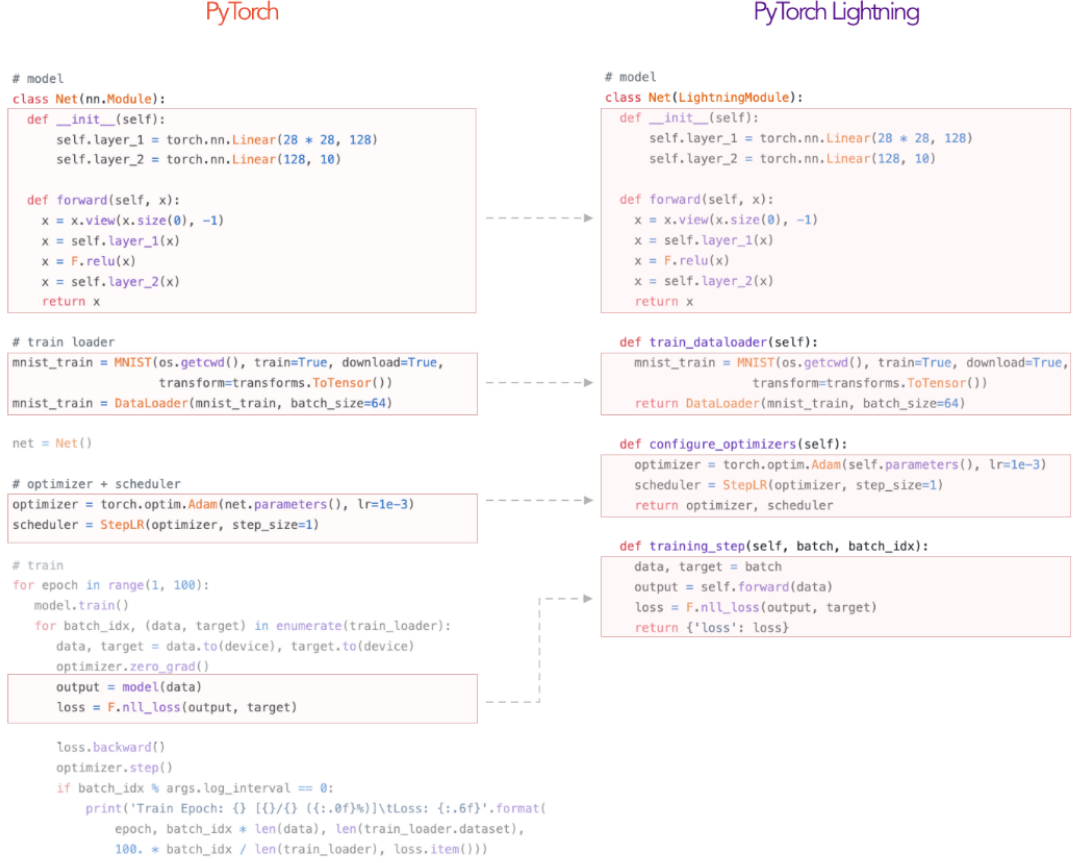 PyTorch
# model
class Net(nn.Module):
  def __init__(self):
      self.layer_1 = torch.nn.Linear(28 * 28, 128)
      self.layer_2 = torch.nn.Linear(128, 10)
  def forward(self, x):
    x = x.view(x.size(0), -1)
    x = self.layer_1(x)
    x = F.relu(x)
    x = self.layer_2(x)
    return x
# train loader
mnist_train = MNIST(os.getcwd(), train=True, download=True,
                    transform=transforms.ToTensor())
mnist_train = DataLoader(mnist_train, batch_size=64)
net = Net()
# optimizer + scheduler
optimizer = torch.optim.Adam(net.parameters(), lr=1e-3)
scheduler = StepLR(optimizer, step_size=1)
# train
for epoch in range(1, 100):
   model.train()
   for batch_idx, (data, target) in enumerate(train_loader):
      data, target = data.to(device), target.to(device)
      optimizer.zero_grad()
      output = model(data)
      loss = F.nll_loss(output, target)
      loss.backward()
      optimizer.step()
      if batch_idx % args.log_interval == 0:
          print('Train Epoch: {} [{}/{} ({:.0f}%)]\tLoss: {:.6f}'.format(
              epoch, batch_idx * len(data), len(train_loader.dataset),
              100. * batch_idx / len(train_loader), loss.item()))
PyTorch Lightning
# model
class Net(LightningModule):
  def __init__(self):
      self.layer_1 = torch.nn.Linear(28 * 28, 128)
      self.layer_2 = torch.nn.Linear(128, 10)
  def forward(self, x):
    x = x.view(x.size(0), -1)
    x = self.layer_1(x)
    x = F.relu(x)
    x = self.layer_2(x)
    return x
  def train_dataloader(self):
    mnist_train = MNIST(os.getcwd(), train=True, download=True,
                    transform=transforms.ToTensor())
    return DataLoader(mnist_train, batch_size=64)
  def configure_optimizers(self):
    optimizer = torch.optim.Adam(self.parameters(), lr=1e-3)
    scheduler = StepLR(optimizer, step_size=1)
    return optimizer, scheduler
  def training_step(self, batch, batch_idx):
    data, target = batch
    output = self.forward(data)
    loss = F.nll_loss(output, target)
    return {'loss': loss}